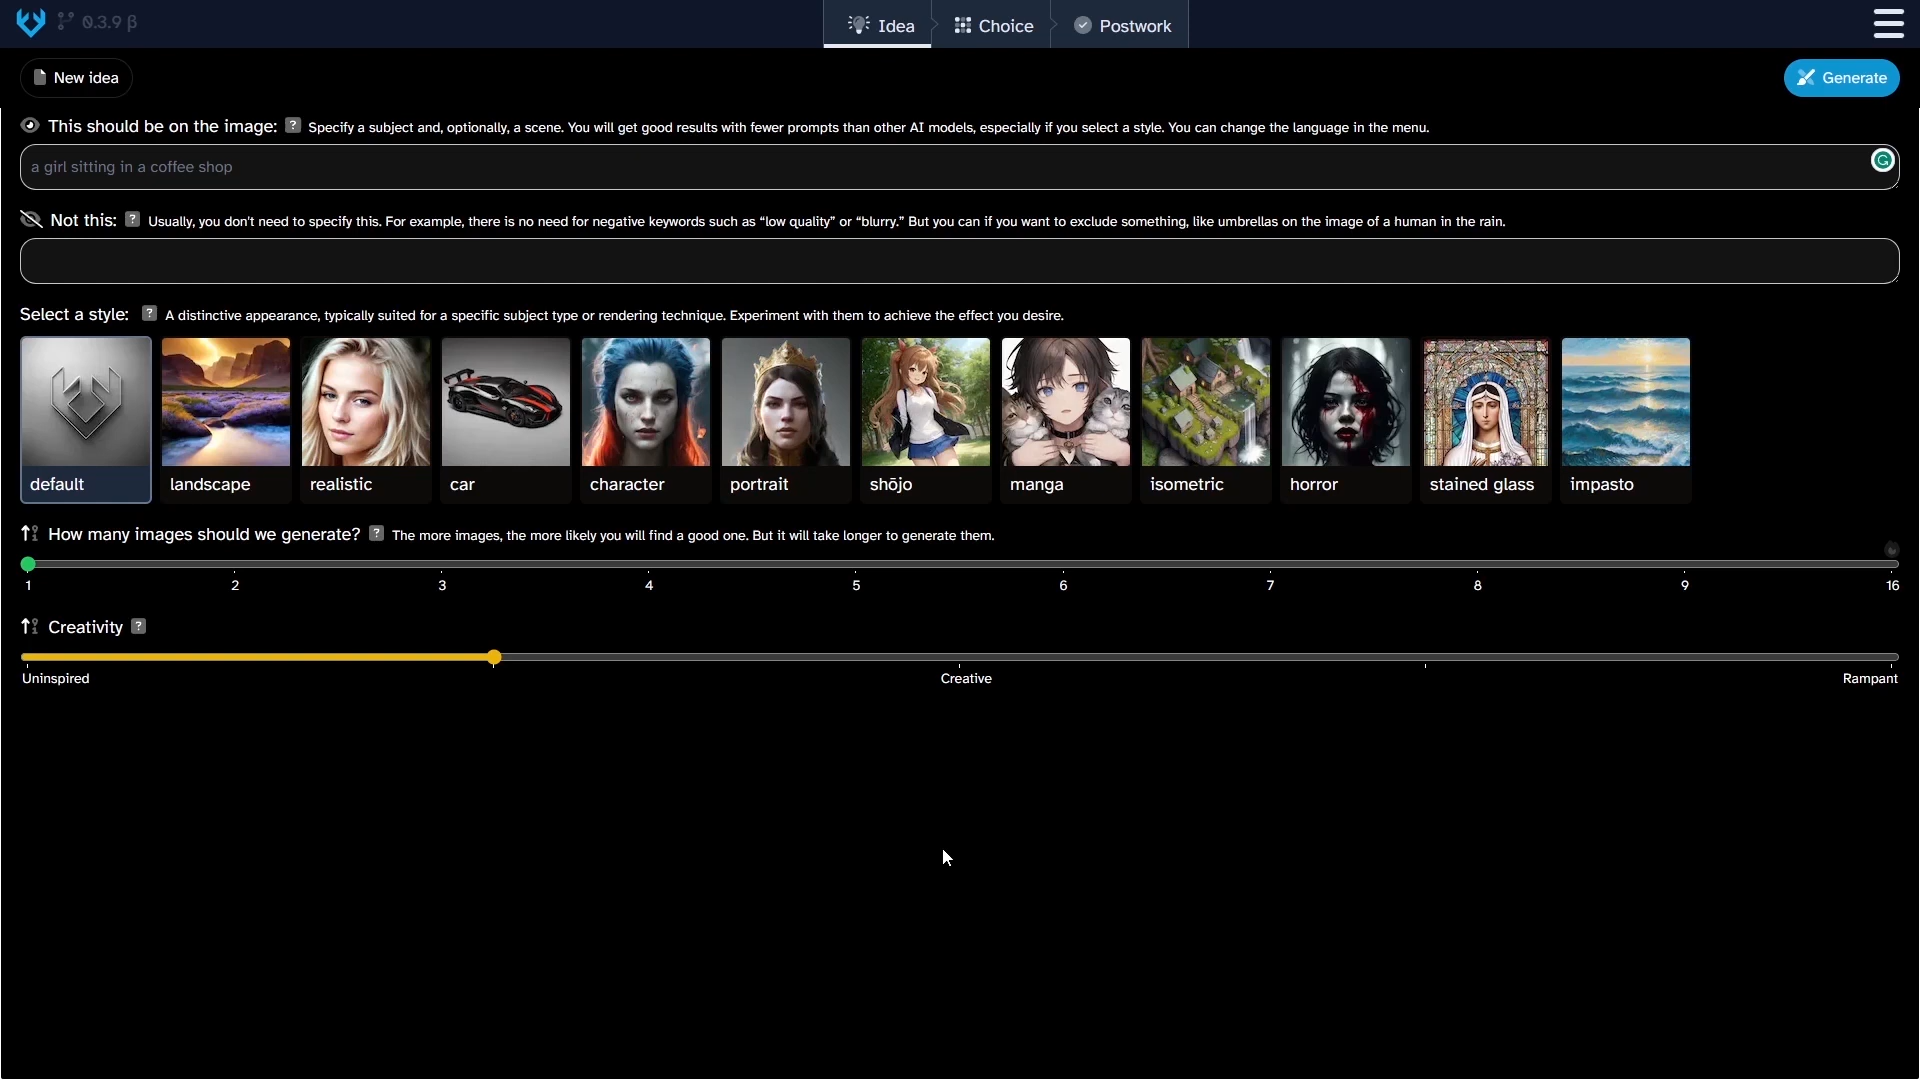 0.3.9 β
Idea
Choice
Postwork
New idea
Generate
This should be on the image: ? Specify a subject and, optionally, a scene. You will get good results with fewer prompts than other AI models, especially if you select a style. You can change the language in the menu.
a girl sitting in a coffee shop
Not this: ? Usually, you don't need to specify this. For example, there is no need for negative keywords such as “low quality” or “blurry.” But you can if you want to exclude something, like umbrellas on the image of a human in the rain.
Select a style: ? A distinctive appearance, typically suited for a specific subject type or rendering technique. Experiment with them to achieve the effect you desire.
default
landscape
realistic
car
character
portrait
shōjo
manga
isometric
horror
stained glass
impasto
How many images should we generate? ? The more images, the more likely you will find a good one. But it will take longer to generate them.
1 2 3 4 5 6 7 8 9 16
Creativity ?
Uninspired Creative Rampant